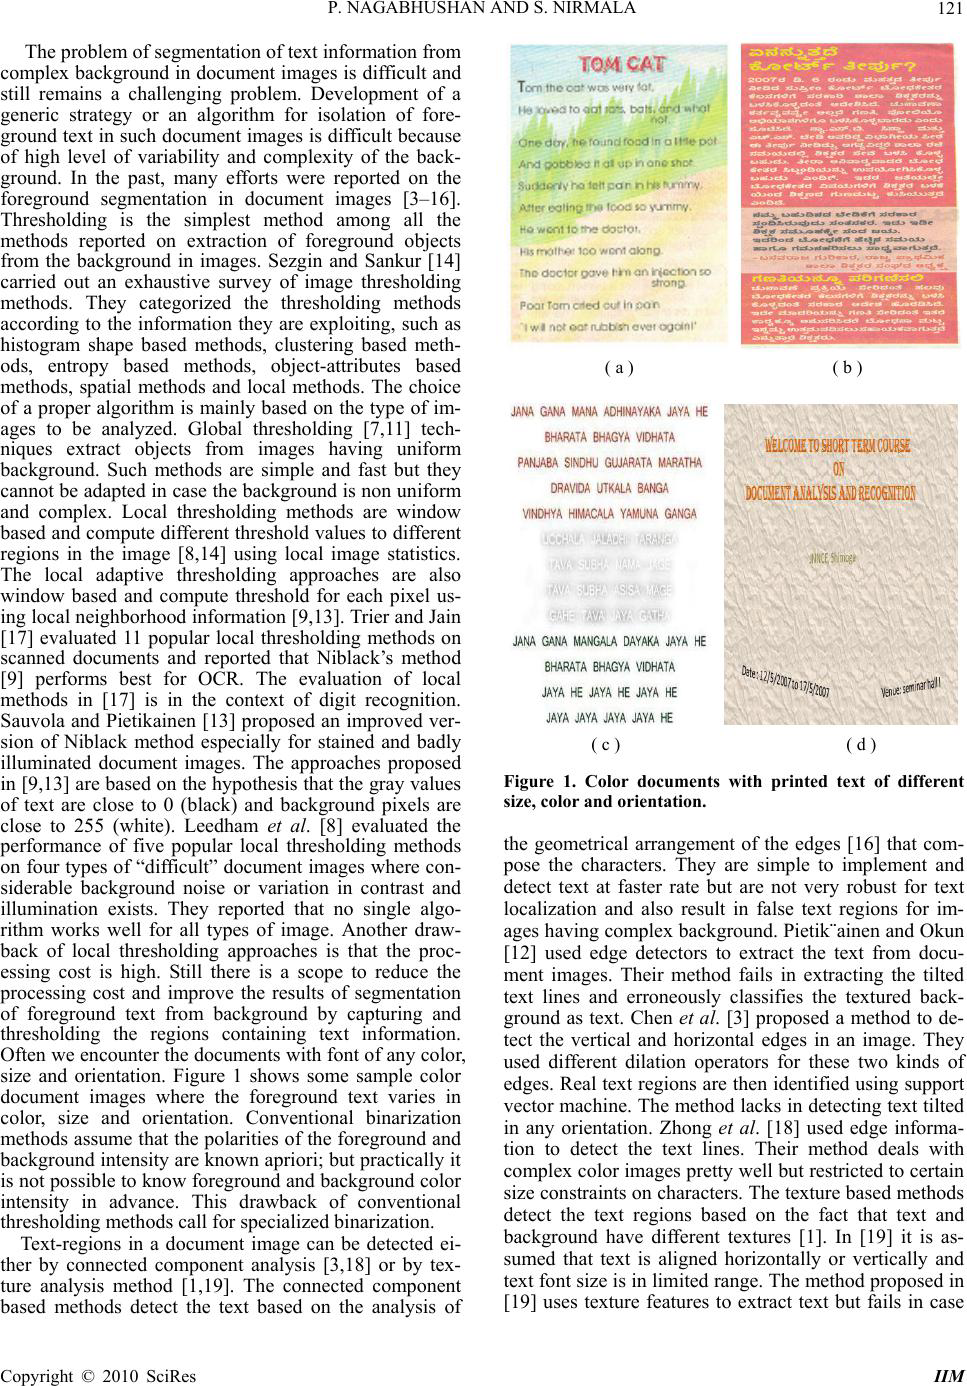 P. NAGABHUSHAN AND S. NIRMALA
121
The problem of segmentation of text information from
complex background in document images is difficult and
still remains a challenging problem. Development of a
generic strategy or an algorithm for isolation of fore-
ground text in such document images is difficult because
of high level of variability and complexity of the back-
ground. In the past, many efforts were reported on the
foreground segmentation in document images [3–16].
Thresholding is the simplest method among all the
methods reported on extraction of foreground objects
from the background in images. Sezgin and Sankur [14]
carried out an exhaustive survey of image thresholding
methods. They categorized the thresholding methods
according to the information they are exploiting, such as
histogram shape based methods, clustering based meth-
ods, entropy based methods, object-attributes based
methods, spatial methods and local methods. The choice
of a proper algorithm is mainly based on the type of im-
ages to be analyzed. Global thresholding [7,11] tech-
niques extract objects from images having uniform
background. Such methods are simple and fast but they
cannot be adapted in case the background is non uniform
and complex. Local thresholding methods are window
based and compute different threshold values to different
regions in the image [8,14] using local image statistics.
The local adaptive thresholding approaches are also
window based and compute threshold for each pixel us-
ing local neighborhood information [9,13]. Trier and Jain
[17] evaluated 11 popular local thresholding methods on
scanned documents and reported that Niblack’s method
[9] performs best for OCR. The evaluation of local
methods in [17] is in the context of digit recognition.
Sauvola and Pietikainen [13] proposed an improved ver-
sion of Niblack method especially for stained and badly
illuminated document images. The approaches proposed
in [9,13] are based on the hypothesis that the gray values
of text are close to 0 (black) and background pixels are
close to 255 (white). Leedham et al. [8] evaluated the
performance of five popular local thresholding methods
on four types of “difficult” document images where con-
siderable background noise or variation in contrast and
illumination exists. They reported that no single algo-
rithm works well for all types of image. Another draw-
back of local thresholding approaches is that the proc-
essing cost is high. Still there is a scope to reduce the
processing cost and improve the results of segmentation
of foreground text from background by capturing and
thresholding the regions containing text information.
Often we encounter the documents with font of any color,
size and orientation. Figure 1 shows some sample color
document images where the foreground text varies in
color, size and orientation. Conventional binarization
methods assume that the polarities of the foreground and
background intensity are known apriori; but practically it
is not possible to know foreground and background color
intensity in advance. This drawback of conventional
thresholding methods call for specialized binarization.
Text-regions in a document image can be detected ei-
ther by connected component analysis [3,18] or by tex-
ture analysis method [1,19]. The connected component
based methods detect the text based on the analysis of
TOM CAT
Tom the cat was very fat.
He loved to eat rats, bats, and what
not.
One day, he found food in a little pot
And gobbled it all up in one shot.
Suddenly he felt pain in his tummy,
After eating the food so yummy.
He went to the doctor,
His mother too went along.
The doctor gave him an injection so
strong.
Poor Tom cried out in pain
'I will not eat rubbish ever again!'
( a )
ಏನನ್ನುತ್ತದೆ
ಕೋರ್ಟ್ ತೀರ್ಪು?
( b )
JANA GANA MANA ADHINAYAKA JAYA HE
BHARATA BHAGYA VIDHATA
PANJABA SINDHU GUJARATA MARATHA
DRAVIDA UTKALA BANGA
VINDHYA HIMACALA YAMUNA GANGA
UCCHALA JALADHI TARANGA
TAVA SUBHA NAMA JAGE
TAVA SUBHA ASISA MAGE
GAHE TAVA JAYA GATHA
JANA GANA MANGALA DAYAKA JAYA HE
BHARATA BHAGYA VIDHATA
JAYA HE JAYA HE JAYA HE
JAYA JAYA JAYA JAYA HE
( c )
WELCOME TO SHORT TERM COURSE
ON
DOCUMENT ANALYSIS AND RECOGNITION
JNNCE, Shimoga
Date: 12/5/2007 to 17/5/2007
Venue: seminar hall I
( d )
Figure 1. Color documents with printed text of different
size, color and orientation.
the geometrical arrangement of the edges [16] that com-
pose the characters. They are simple to implement and
detect text at faster rate but are not very robust for text
localization and also result in false text regions for im-
ages having complex background. Pietik¨ainen and Okun
[12] used edge detectors to extract the text from docu-
ment images. Their method fails in extracting the tilted
text lines and erroneously classifies the textured back-
ground as text. Chen et al. [3] proposed a method to de-
tect the vertical and horizontal edges in an image. They
used different dilation operators for these two kinds of
edges. Real text regions are then identified using support
vector machine. The method lacks in detecting text tilted
in any orientation. Zhong et al. [18] used edge informa-
tion to detect the text lines. Their method deals with
complex color images pretty well but restricted to certain
size constraints on characters. The texture based methods
detect the text regions based on the fact that text and
background have different textures [1]. In [19] it is as-
sumed that text is aligned horizontally or vertically and
text font size is in limited range. The method proposed in
[19] uses texture features to extract text but fails in case
Copyright © 2010 SciRes
IIM